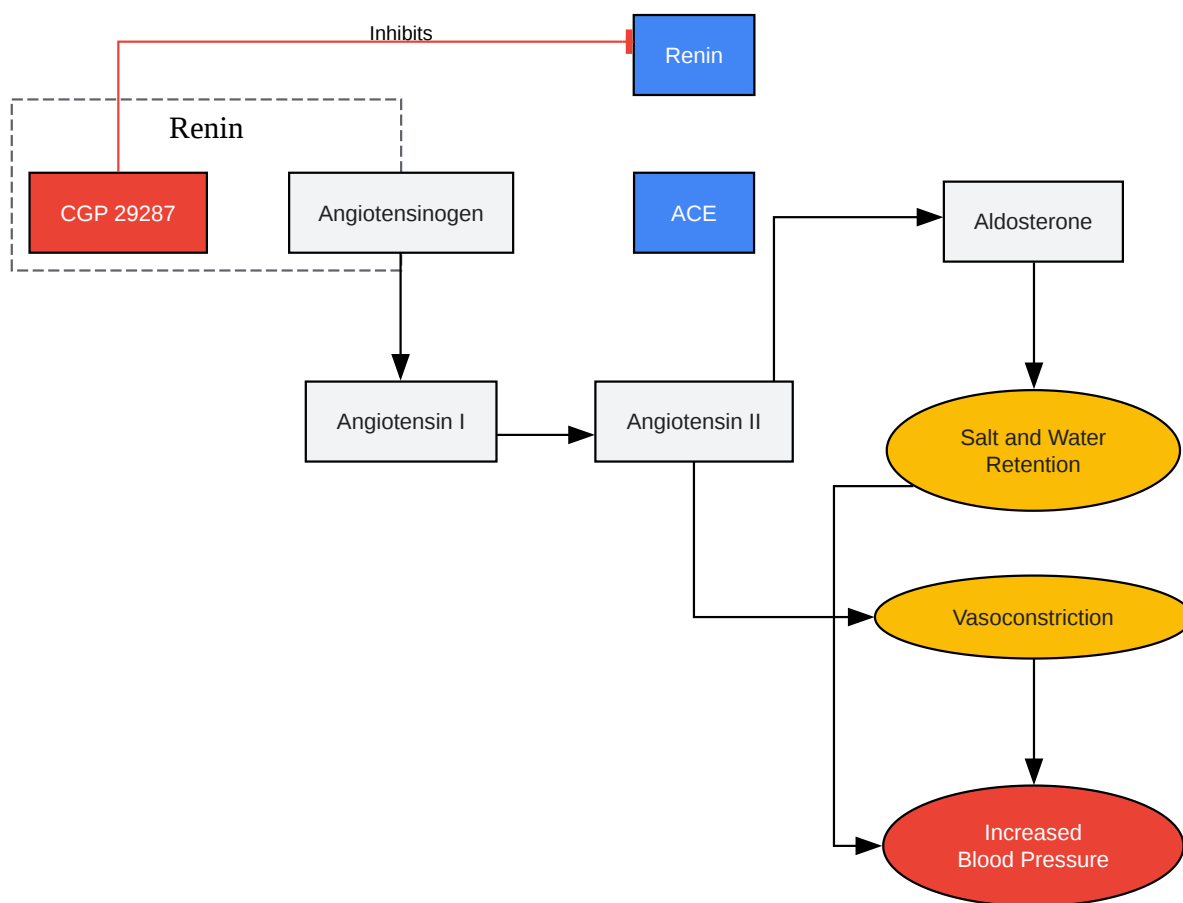 Inhibits
Renin
Renin
CGP 29287
Angiotensinogen
ACE
Aldosterone
Angiotensin I
Angiotensin II
Salt and Water
Retention
Vasoconstriction
Increased
Blood Pressure